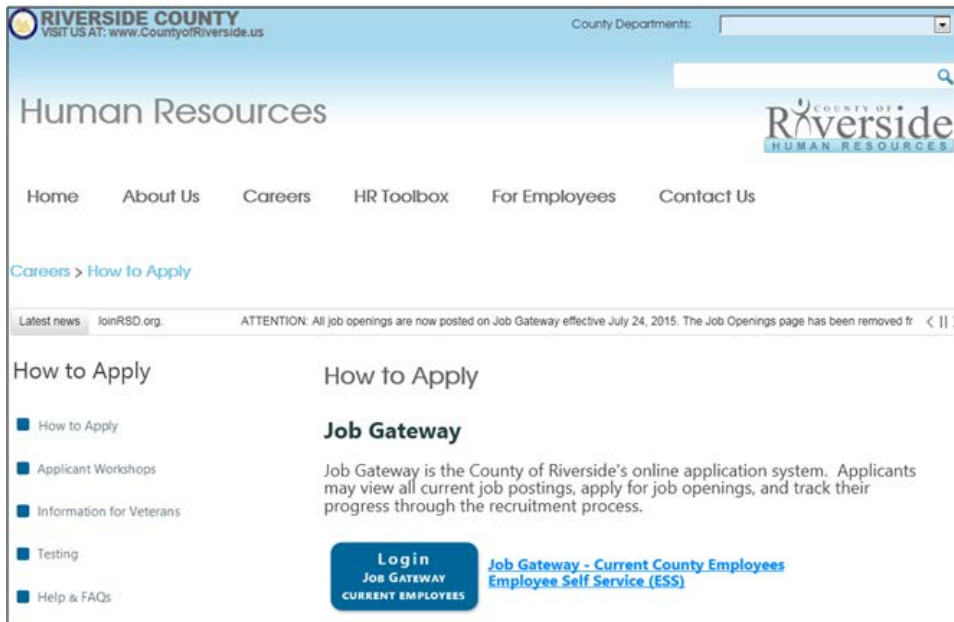 RIVERSIDE COUNTY
VISIT US AT: www.CountyofRiverside.us
County Departments:
Human Resources
COUNTY OF
Riverside
HUMAN RESOURCES
Home About Us Careers HR Toolbox For Employees Contact Us
Careers > How to Apply
Latest news loinRSD.org. ATTENTION: All job openings are now posted on Job Gateway effective July 24, 2015. The Job Openings page has been removed fr
How to Apply
How to Apply
Applicant Workshops
Information for Veterans
Testing
Help & FAQs
How to Apply
Job Gateway
Job Gateway is the County of Riverside's online application system. Applicants
may view all current job postings, apply for job openings, and track their
progress through the recruitment process.
Login
JOB GATEWAY
CURRENT EMPLOYEES
Job Gateway - Current County Employees
Employee Self Service (ESS)